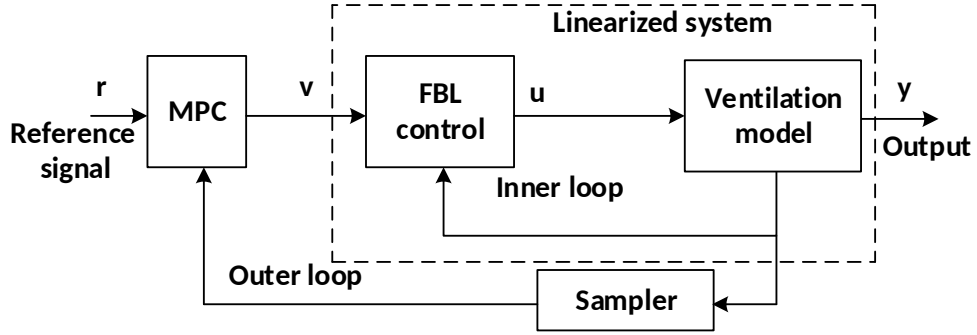 Linearized system
r
Reference
signal
MPC
v
FBL
control
u
Ventilation
model
y
Output
Inner loop
Outer loop
Sampler